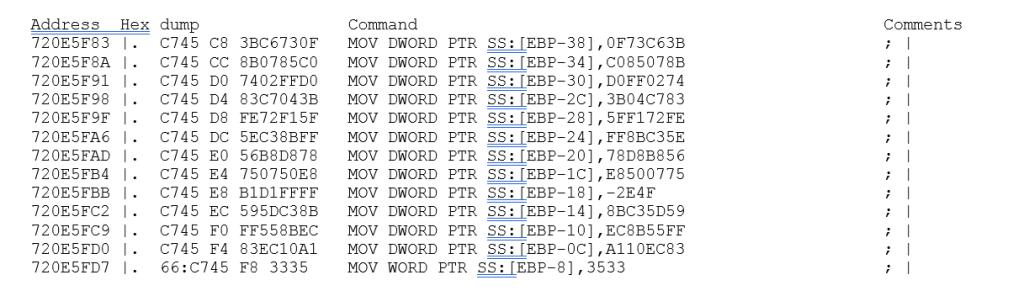 Address Hex dump Command Comments
720E5F83 |. C745 C8 3BC6730F MOV DWORD PTR SS:[EBP-38],0F73C63B ; |
720E5F8A |. C745 CC 8B0785C0 MOV DWORD PTR SS:[EBP-34],C085078B ; |
720E5F91 |. C745 D0 7402FFD0 MOV DWORD PTR SS:[EBP-30],D0FF0274 ; |
720E5F98 |. C745 D4 83C7043B MOV DWORD PTR SS:[EBP-2C],3B04C783 ; |
720E5F9F |. C745 D8 FE72F15F MOV DWORD PTR SS:[EBP-28],5FF172FE ; |
720E5FA6 |. C745 DC 5EC38BFF MOV DWORD PTR SS:[EBP-24],FF8BC35E ; |
720E5FAD |. C745 E0 56B8D878 MOV DWORD PTR SS:[EBP-20],78D8B856 ; |
720E5FB4 |. C745 E4 750750E8 MOV DWORD PTR SS:[EBP-1C],E8500775 ; |
720E5FBB |. C745 E8 B1D1FFFF MOV DWORD PTR SS:[EBP-18],-2E4F ; |
720E5FC2 |. C745 EC 595DC38B MOV DWORD PTR SS:[EBP-14],8BC35D59 ; |
720E5FC9 |. C745 F0 FF558BEC MOV DWORD PTR SS:[EBP-10],EC8B55FF ; |
720E5FD0 |. C745 F4 83EC10A1 MOV DWORD PTR SS:[EBP-0C],A110EC83 ; |
720E5FD7 |. 66:C745 F8 3335 MOV WORD PTR SS:[EBP-8],3533 ; |